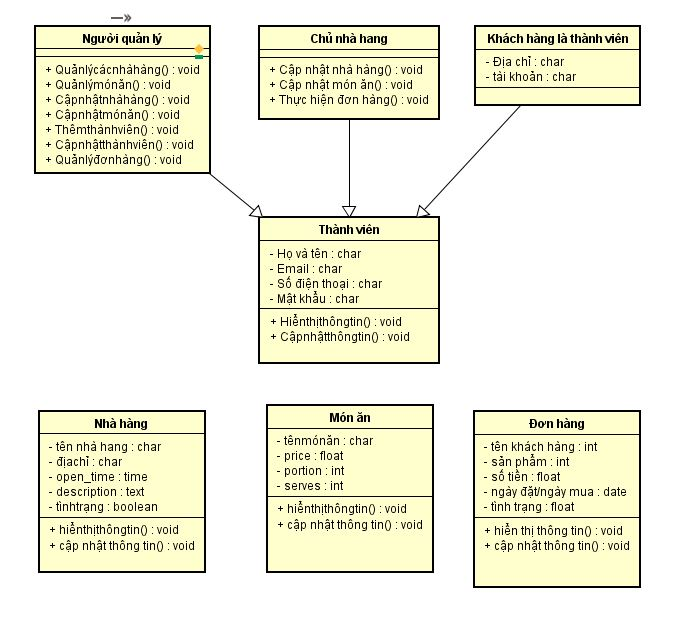 Người quản lý
+ Quảnlýcácnhàhàng() : void
+ Quảnlýmónăn() : void
+ Cậpnhậtnhàhàng() : void
+ Cậpnhậtmónăn() : void
+ Thêmthànhviên() : void
+ Cậpnhậtthànhviên() : void
+ Quảnlýđơnhàng() : void
Chủ nhà hang
+ Cập nhật nhà hàng() : void
+ Cập nhật món ăn() : void
+ Thực hiện đơn hàng() : void
Khách hàng là thành viên
- Địa chỉ : char
- tài khoản : char
Thành viên
- Họ và tên : char
- Email : char
- Số điện thoại : char
- Mật khẩu : char
+ Hiểnthịthôngtin() : void
+ Cậpnhậtthôngtin() : void
Nhà hàng
- tên nhà hang : char
- địachỉ : char
- open_time : time
- description : text
- tìnhtrạng : boolean
+ hiểnthịthôngtin() : void
+ cập nhật thông tin() : void
Món ăn
- tênmónăn : char
- price : float
- portion : int
- serves : int
+ hiểnthịthôngtin() : void
+ cập nhật thông tin() : void
Đơn hàng
- tên khách hàng : int
- sản phẩm : int
- số tiền : float
- ngày đặt/ngày mua : date
- tình trạng : float
+ hiển thị thông tin() : void
+ cập nhật thông tin() : void